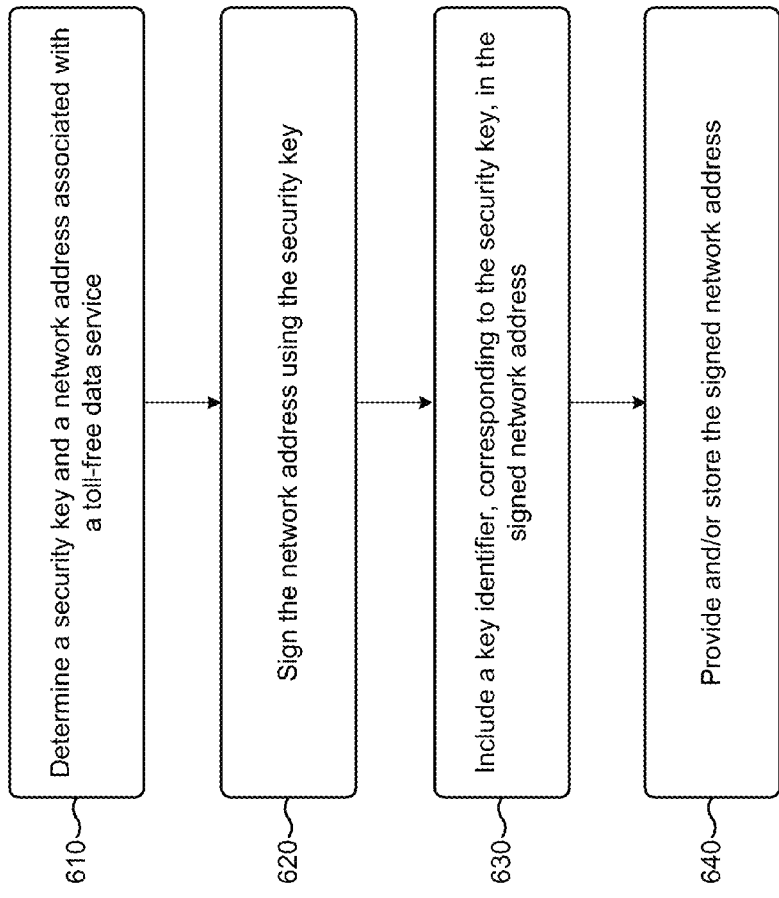 610
Determine a security key and a network address associated with
a toll-free data service
620
Sign the network address using the security key
630
Include a key identifier, corresponding to the security key, in the
signed network address
640
Provide and/or store the signed network address